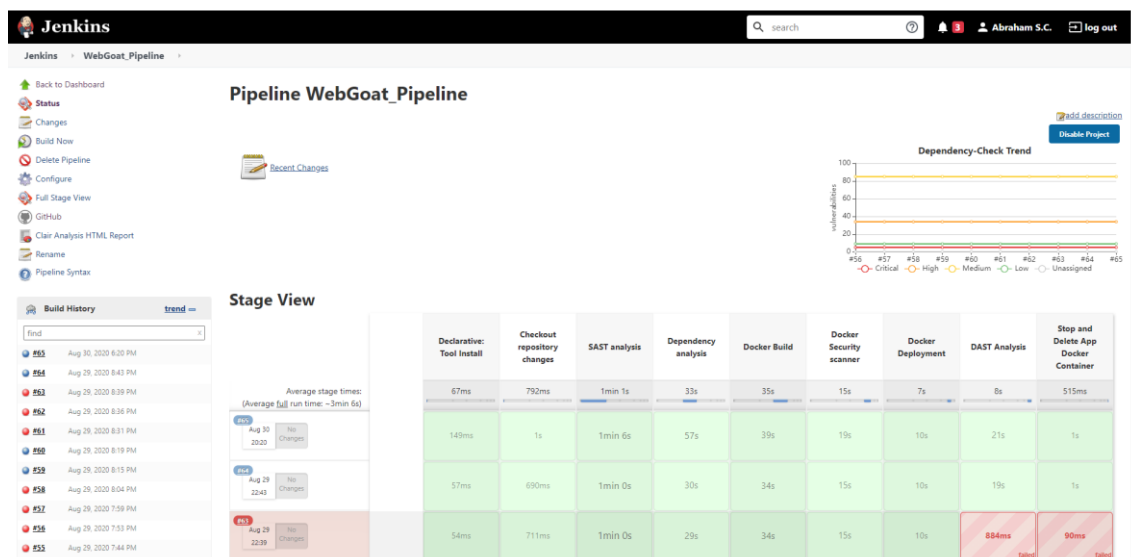 Jenkins
search
3
Abraham S.C.
log out
Jenkins
WebGoat_Pipeline
Back to Dashboard
Status
Changes
Build Now
Delete Pipeline
Configure
Full Stage View
GitHub
Clair Analysis HTML Report
Rename
Pipeline Syntax
Build History
trend
find
x
#65 Aug 30, 2020 6:20 PM
#64 Aug 29, 2020 8:43 PM
#63 Aug 29, 2020 8:39 PM
#62 Aug 29, 2020 8:36 PM
#61 Aug 29, 2020 8:31 PM
#60 Aug 29, 2020 8:19 PM
#59 Aug 29, 2020 8:15 PM
#58 Aug 29, 2020 8:04 PM
#57 Aug 29, 2020 7:59 PM
#56 Aug 29, 2020 7:53 PM
#55 Aug 29, 2020 7:44 PM
Pipeline WebGoat_Pipeline
add description
Disable Project
Recent Changes
Dependency-Check Trend
vulnerabilities
100
80
60
40
20
0
#56 #57 #58 #59 #60 #61 #62 #63 #64 #65
Critical High Medium Low Unassigned
Stage View
Declarative:
Tool Install
Checkout
repository
changes
SAST analysis
Dependency
analysis
Docker Build
Docker
Security
scanner
Docker
Deployment
DAST Analysis
Stop and
Delete App
Docker
Container
Average stage times:
(Average full run time: ~3min 6s)
67ms 792ms 1min 1s 33s 35s 15s 7s 8s 515ms
#65
Aug 30
20:20
No
Changes
149ms 1s 1min 6s 57s 39s 19s 10s 21s 1s
#64
Aug 29
22:43
No
Changes
57ms 690ms 1min 0s 30s 34s 15s 10s 19s 1s
#63
Aug 29
22:39
No
Changes
54ms 711ms 1min 0s 29s 34s 15s 10s 884ms 90ms
failed failed